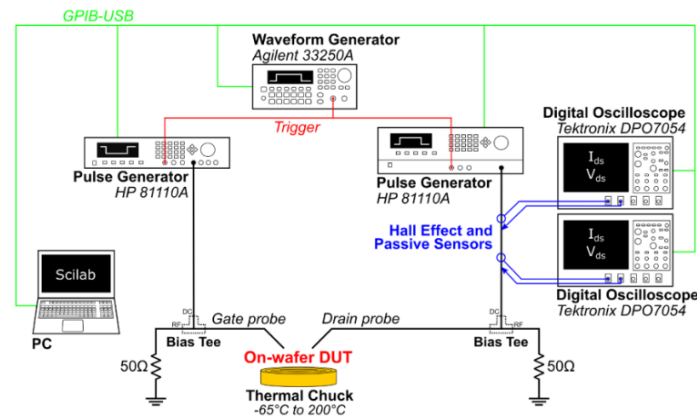 GPIB-USB
Waveform Generator
Agilent 33250A
Trigger
Pulse Generator
HP 81110A
Pulse Generator
HP 81110A
Digital Oscilloscope
Tektronix DPO7054
Ids
Vds
Hall Effect and
Passive Sensors
Ids
Vds
Digital Oscilloscope
Tektronix DPO7054
Scilab
PC
DC
RF
Bias Tee
Gate probe
Drain probe
DC
RF
Bias Tee
50Ω
On-wafer DUT
50Ω
Thermal Chuck
-65°C to 200°C